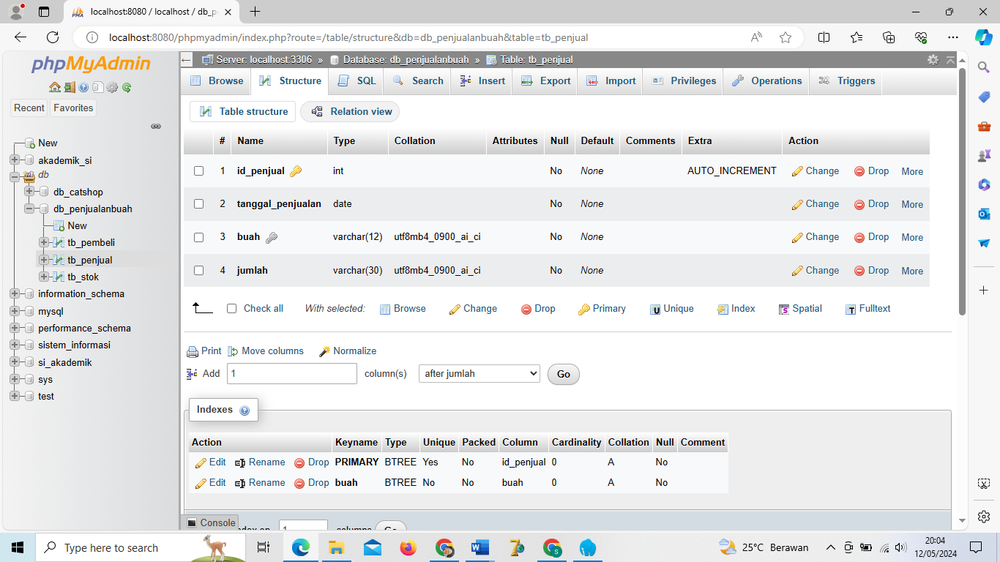 localhost:8080 / localhost / db_p
localhost:8080/phpmyadmin/index.php?route=/table/structure&db=db_penjualanbuah&table=tb_penjual
phpMyAdmin
Recent Favorites
New
akademik_si
db
db_catshop
db_penjualanbuah
New
tb_pembeli
tb_penjual
tb_stok
information_schema
mysql
performance_schema
sistem_informasi
si_akademik
sys
test
Server: localhost:3306 » Database: db_penjualanbuah » Table: tb_penjual
Browse Structure SQL Search Insert Export Import Privileges Operations Triggers
Table structure Relation view
# Name Type Collation Attributes Null Default Comments Extra Action
1 id_penjual int No None AUTO_INCREMENT Change Drop More
2 tanggal_penjualan date No None Change Drop More
3 buah varchar(12) utf8mb4_0900_ai_ci No None Change Drop More
4 jumlah varchar(30) utf8mb4_0900_ai_ci No None Change Drop More
Check all With selected: Browse Change Drop Primary Unique Index Spatial Fulltext
Print Move columns Normalize
Add 1 column(s) after jumlah Go
Indexes
Action Keyname Type Unique Packed Column Cardinality Collation Null Comment
Edit Rename Drop PRIMARY BTREE Yes No id_penjual 0 A No
Edit Rename Drop buah BTREE No No buah 0 A No
Console
Type here to search
25°C Berawan
20:04
12/05/2024